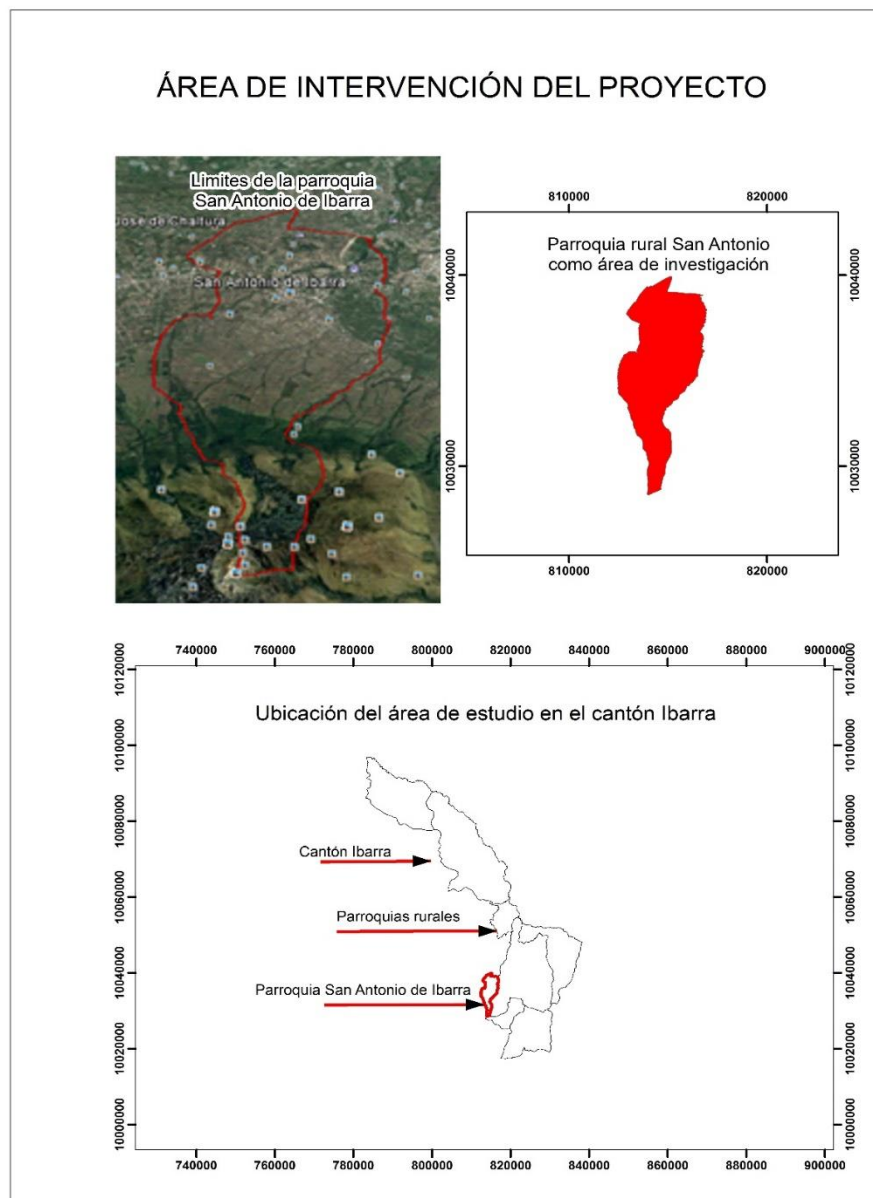 ÁREA DE INTERVENCIÓN DEL PROYECTO
Limites de la parroquia
San Antonio de Ibarra
Jose de Chaltura
San Antonio de Ibarra
810000 820000
Parroquia rural San Antonio
como área de investigación
10040000 10040000
10030000 10030000
810000 820000
740000 760000 780000 800000 820000 840000 860000 880000 900000
Ubicación del área de estudio en el cantón Ibarra
10120000 10120000
10100000 10100000
10080000 10080000
Cantón Ibarra
10060000 10060000
Parroquias rurales
10040000 10040000
Parroquia San Antonio de Ibarra
10020000 10020000
10000000 10000000
740000 760000 780000 800000 820000 840000 860000 880000 900000